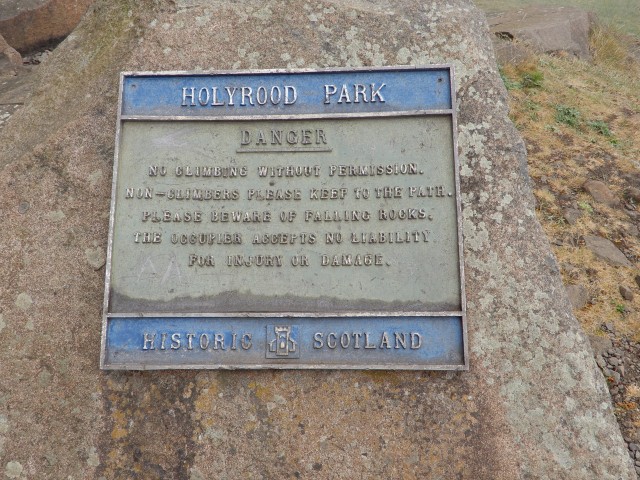 HOLYROOD PARK
DANGER
NO CLIMBING WITHOUT PERMISSION.
NON-CLIMBERS PLEASE KEEP TO THE PATH.
PLEASE BEWARE OF FALLING ROCKS.
THE OCCUPIER ACCEPTS NO LIABILITY
FOR INJURY OR DAMAGE.
HISTORIC SCOTLAND